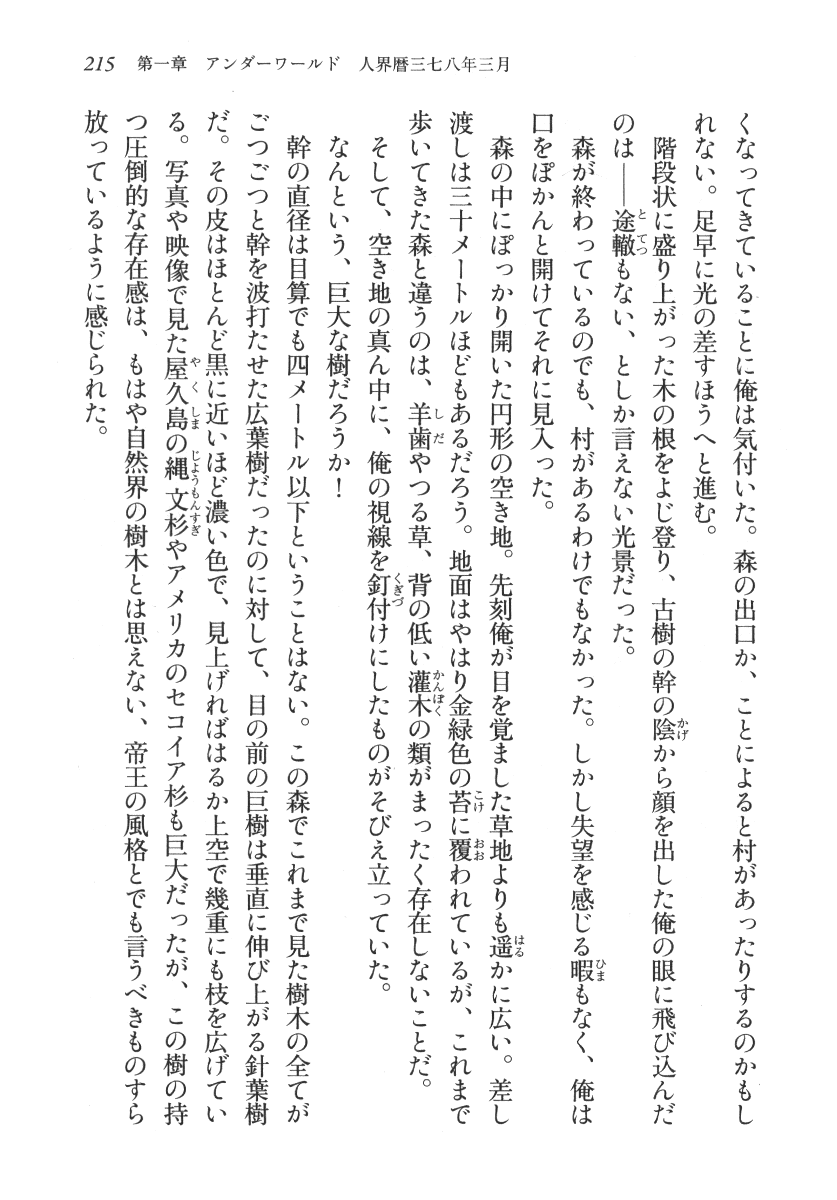 215 第一章 アンダーワールド 人界暦三七八年三月
くなってきていることに俺は気付いた。森の出口か、ことによると村があったりするのかもし
れない。足早に光の差すほうへと進む。
階段状に盛り上がった木の根をよじ登り、古樹の幹の陰から顔を出した俺の眼に飛び込んだ
のは――途轍もない、としか言えない光景だった。
森が終わっているのでも、村があるわけでもなかった。しかし失望を感じる暇もなく、俺は
口をぽかんと開けてそれに見入った。
森の中にぽっかり開いた円形の空き地。先刻俺が目を覚ました草地よりも遥かに広い。差し
渡しは三十メートルほどもあるだろう。地面はやはり金緑色の苔に覆われているが、これまで
歩いてきた森と違うのは、羊歯やつる草、背の低い灌木の類がまったく存在しないことだ。
そして、空き地の真ん中に、俺の視線を釘付けにしたものがそびえ立っていた。
なんという、巨大な樹だろうか！
幹の直径は目算でも四メートル以下ということはない。この森でこれまで見た樹木の全てが
ごつごつと幹を波打たせた広葉樹だったのに対して、目の前の巨樹は垂直に伸び上がる針葉樹
だ。その皮はほとんど黒に近いほど濃い色で、見上げればはるか上空で幾重にも枝を広げてい
る。写真や映像で見た屋久島の縄文杉やアメリカのセコイア杉も巨大だったが、この樹の持
つ圧倒的な存在感は、もはや自然界の樹木とは思えない、帝王の風格とでも言うべきものすら
放っているように感じられた。